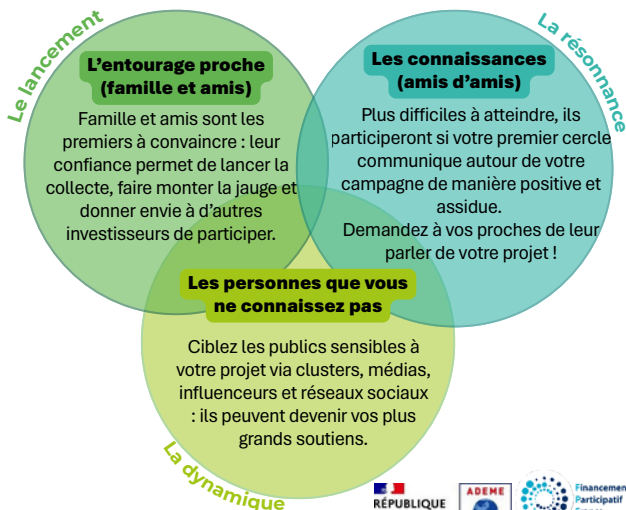 Le lancement
L'entourage proche
(famille et amis)
Famille et amis sont les
premiers à convaincre : leur
confiance permet de lancer la
collecte, faire monter la jauge et
donner envie à d'autres
investisseurs de participer.
La résonnance
Les connaissances
(amis d'amis)
Plus difficiles à atteindre, ils
participeront si votre premier cercle
communique autour de votre
campagne de manière positive et
assidue.
Demandez à vos proches de leur
parler de votre projet !
Les personnes que vous
ne connaissez pas
Ciblez les publics sensibles à
votre projet via clusters, médias,
influenceurs et réseaux sociaux
: ils peuvent devenir vos plus
grands soutiens.
La dynamique
RÉPUBLIQUE
ADEME
Financemen
Participatif